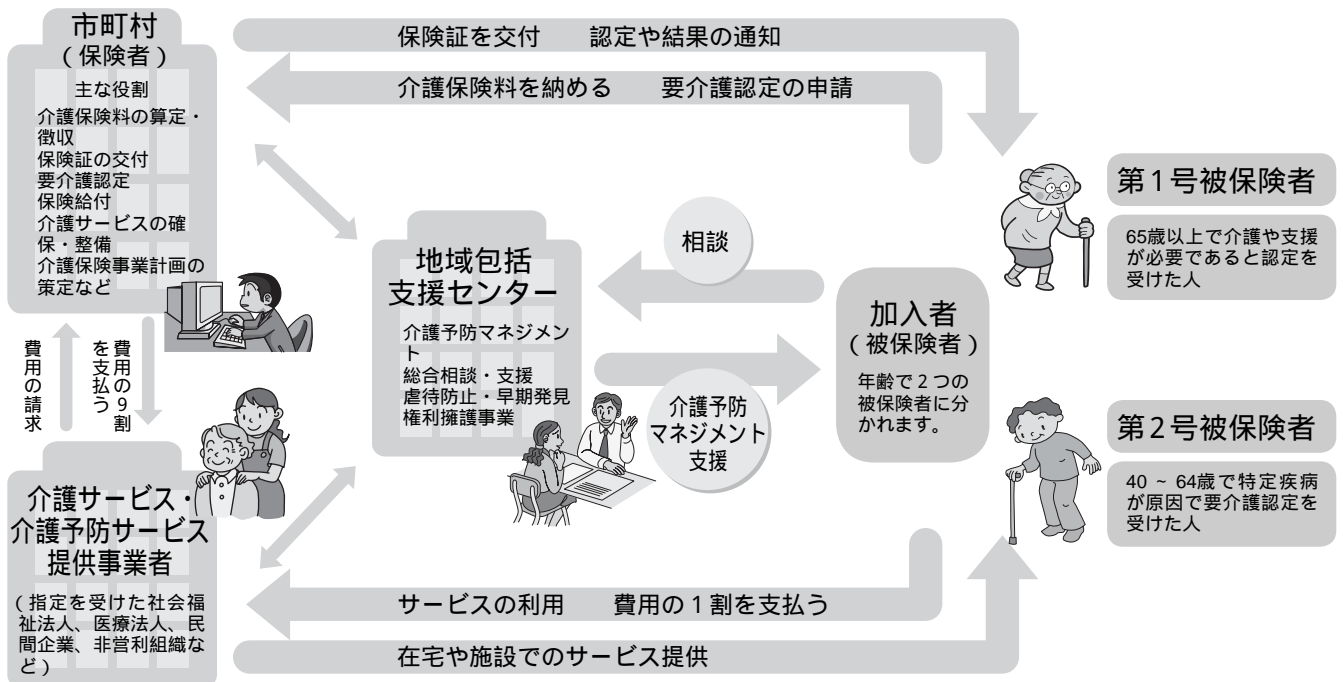 市町村
（保険者）
主な役割
介護保険料の算定・
徴収
保険証の交付
要介護認定
保険給付
介護サービスの確
保・整備
介護保険事業計画の
策定など
保険証を交付　認定や結果の通知
介護保険料を納める　要介護認定の申請
費用の請求
費用の９割
を支払う
地域包括
支援センター
介護予防マネジメン
ト
総合相談・支援
虐待防止・早期発見
権利擁護事業
相談
介護予防
マネジメント
支援
加入者
（被保険者）
年齢で２つの
被保険者に分
かれます。
第１号被保険者
65歳以上で介護や支援
が必要であると認定を
受けた人
第２号被保険者
40 ~ 64歳で特定疾病
が原因で要介護認定を
受けた人
介護サービス・
介護予防サービス
提供事業者
（指定を受けた社会福
祉法人、医療法人、民
間企業、非営利組織な
ど）
サービスの利用　費用の１割を支払う
在宅や施設でのサービス提供